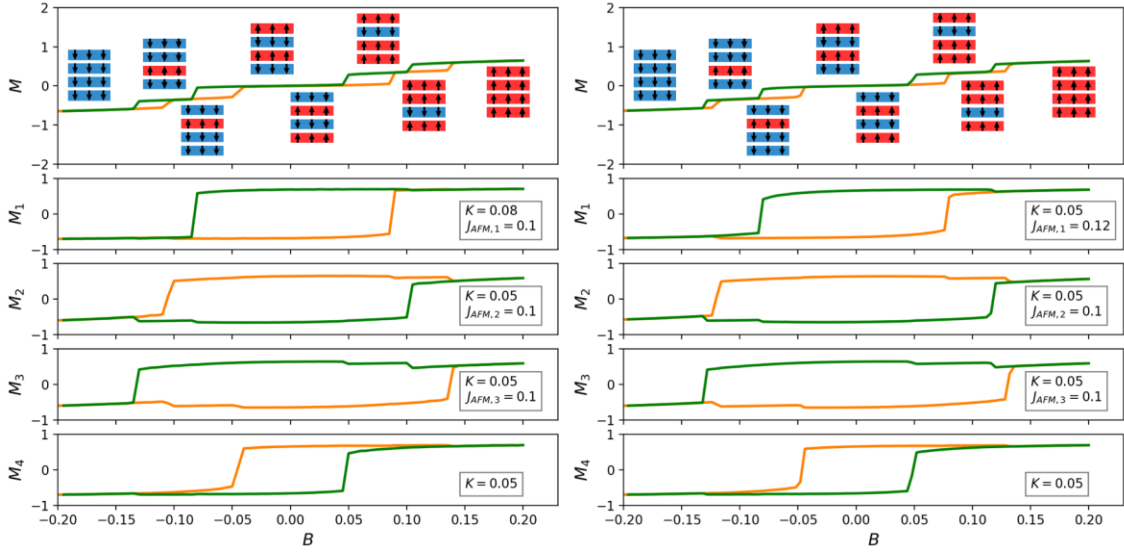 2
1
0
−1
−2
M
1
0
−1
M1
K = 0.08
JAFM,1 = 0.1
1
0
−1
M2
K = 0.05
JAFM,2 = 0.1
1
0
−1
M3
K = 0.05
JAFM,3 = 0.1
1
0
−1
M4
K = 0.05
−0.20 −0.15 −0.10 −0.05 0.00 0.05 0.10 0.15 0.20
B
2
1
0
−1
−2
M
1
0
−1
M1
K = 0.05
JAFM,1 = 0.12
1
0
−1
M2
K = 0.05
JAFM,2 = 0.1
1
0
−1
M3
K = 0.05
JAFM,3 = 0.1
1
0
−1
M4
K = 0.05
−0.20 −0.15 −0.10 −0.05 0.00 0.05 0.10 0.15 0.20
B